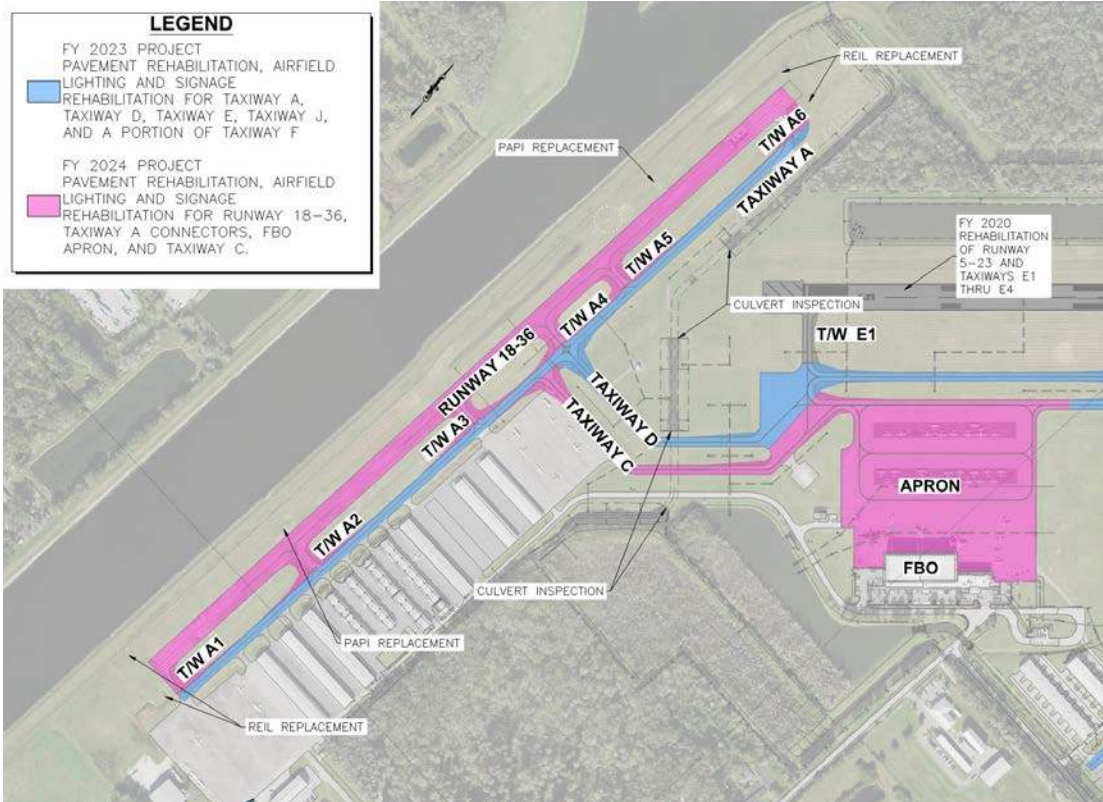 LEGEND
FY 2023 PROJECT
PAVEMENT REHABILITATION, AIRFIELD
LIGHTING AND SIGNAGE
REHABILITATION FOR TAXIWAY A,
TAXIWAY D, TAXIWAY E, TAXIWAY J,
AND A PORTION OF TAXIWAY F
FY 2024 PROJECT
PAVEMENT REHABILITATION, AIRFIELD
LIGHTING AND SIGNAGE
REHABILITATION FOR RUNWAY 18-36,
TAXIWAY A CONNECTORS, FBO
APRON, AND TAXIWAY C.
REIL REPLACEMENT
PAPI REPLACEMENT
T/W A6
TAXIWAY A
T/W A5
FY 2020
REHABILITATION
OF RUNWAY
5-23 AND
TAXIWAYS E1
THRU E4
CULVERT INSPECTION
T/W A4
T/W E1
RUNWAY 18-36
TAXIWAY D
T/W A3
TAXIWAY C
APRON
T/W A2
FBO
CULVERT INSPECTION
PAPI REPLACEMENT
T/W A1
REIL REPLACEMENT